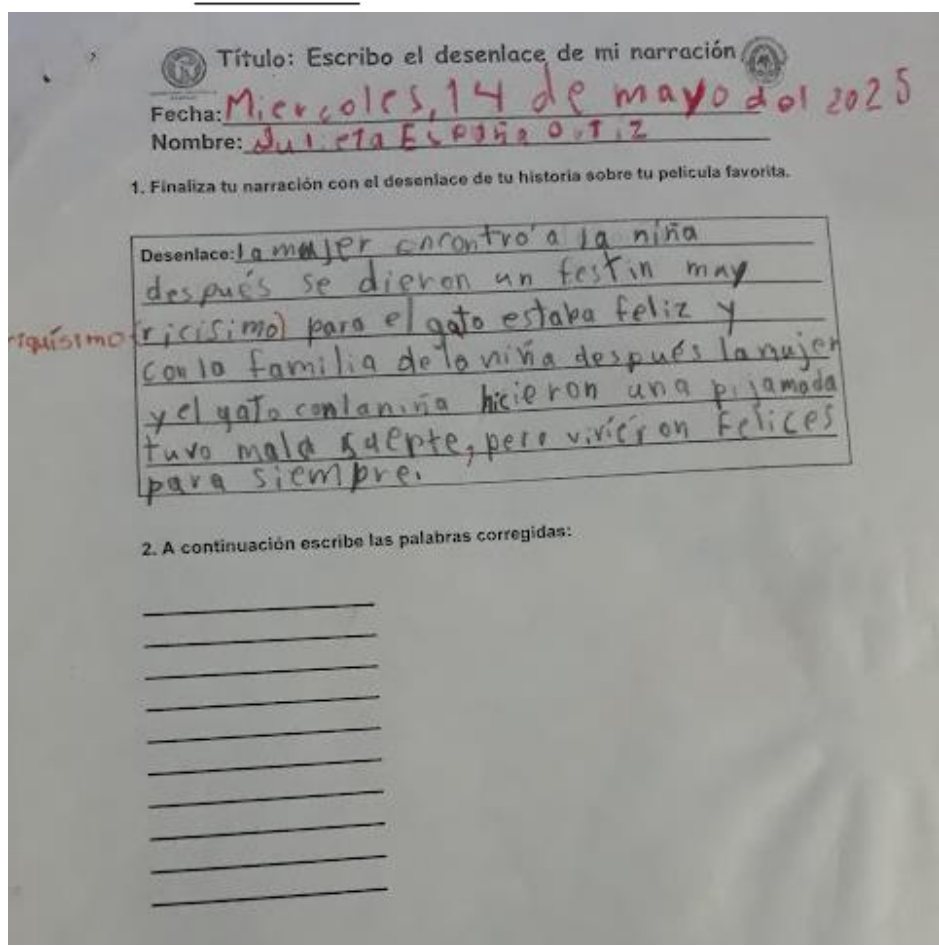 Título: Escribo el desenlace de mi narración
Fecha: Miercoles, 14 de mayo del 2025
Nombre: Julieta España Ortiz
1. Finaliza tu narración con el desenlace de tu historia sobre tu película favorita.
Desenlace: la mujer encontró a la niña
después se dieron un festin muy
riquísimo (ricisimo) para el gato estaba feliz y
con la familia de la niña después la mujer
y el gato con la niña hicieron una pijamada
tuvo mala suerte, pero vivieron felices
para siempre.
2. A continuación escribe las palabras corregidas: